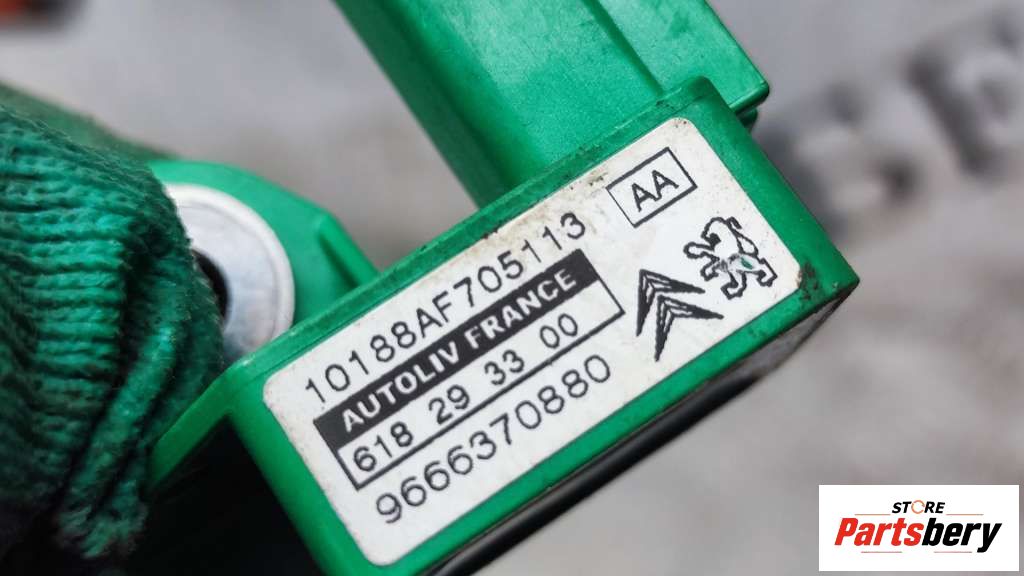 AA
10188AF705113
AUTOLIV FRANCE
618 29 33 00
9666370880
STORE
Partsbery